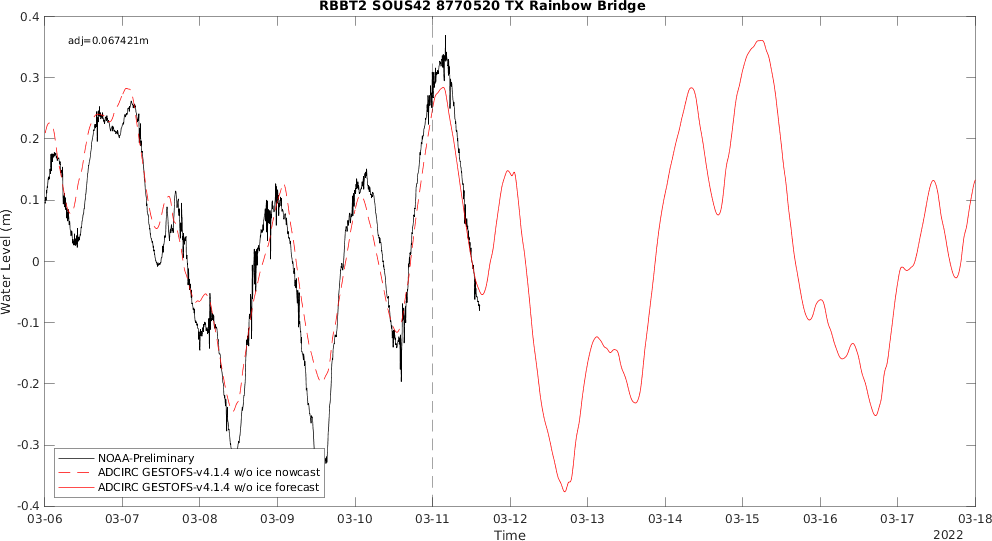 RBBT2 SOUS42 8770520 TX Rainbow Bridge
adj=0.067421m
0.4
0.3
0.2
0.1
0
-0.1
-0.2
-0.3
-0.4
Water Level (m)
NOAA-Preliminary
ADCIRC GESTOFS-v4.1.4 w/o ice nowcast
ADCIRC GESTOFS-v4.1.4 w/o ice forecast
03-06 03-07 03-08 03-09 03-10 03-11 03-12 03-13 03-14 03-15 03-16 03-17 03-18
Time
2022